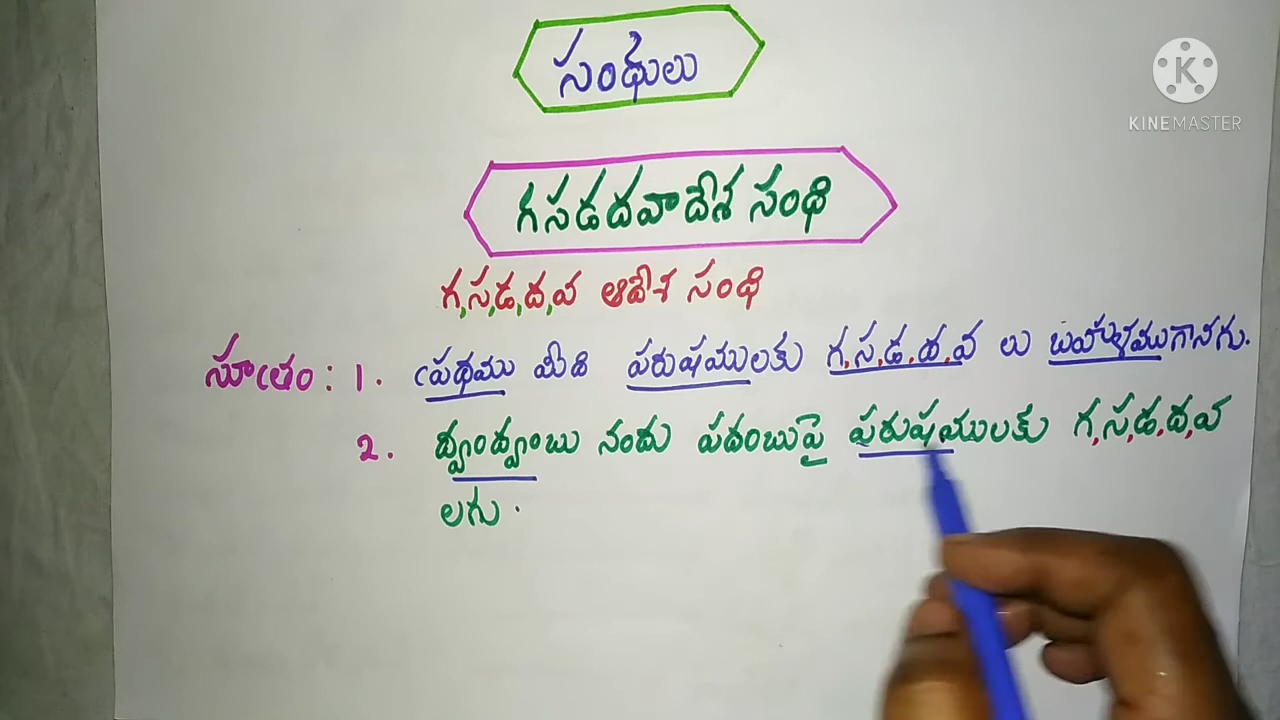 సంధులు
KINEMASTER
గసడదవాదేశ సంధి
గ,స,డ,ద,వ ఆదేశ సంధి
సూత్రం : 1. ప్రథము మీది పరుషములకు గ.స.డ.ద.వ లు బహుళముగానగు.
2. ద్వంద్వంబు నందు పదంబుపై పరుషములకు గ,స,డ.ద,వ
లగు .